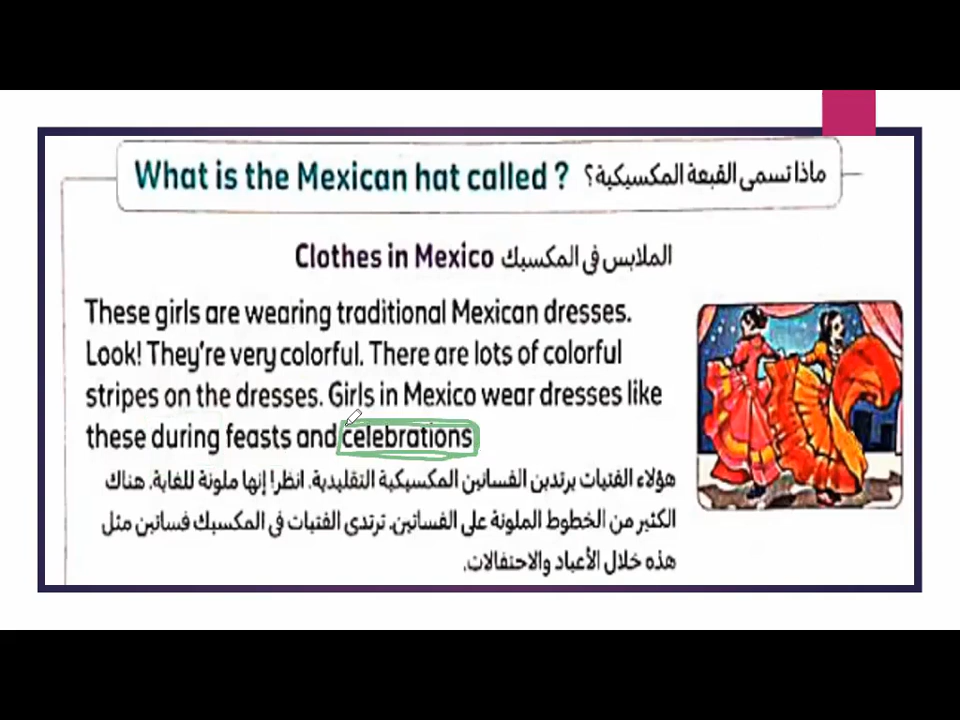 What is the Mexican hat called ? ماذا تسمى القبعة المكسيكية؟
Clothes in Mexico الملابس فى المكسيك
These girls are wearing traditional Mexican dresses.
Look! They're very colorful. There are lots of colorful
stripes on the dresses. Girls in Mexico wear dresses like
these during feasts and celebrations
هؤلاء الفتيات يرتدين الفساتين المكسيكية التقليدية. انظر! إنها ملونة للغاية. هناك
الكثير من الخطوط الملونة على الفساتين. ترتدى الفتيات فى المكسيك فساتين مثل
هذه خلال الأعياد والاحتفالات.